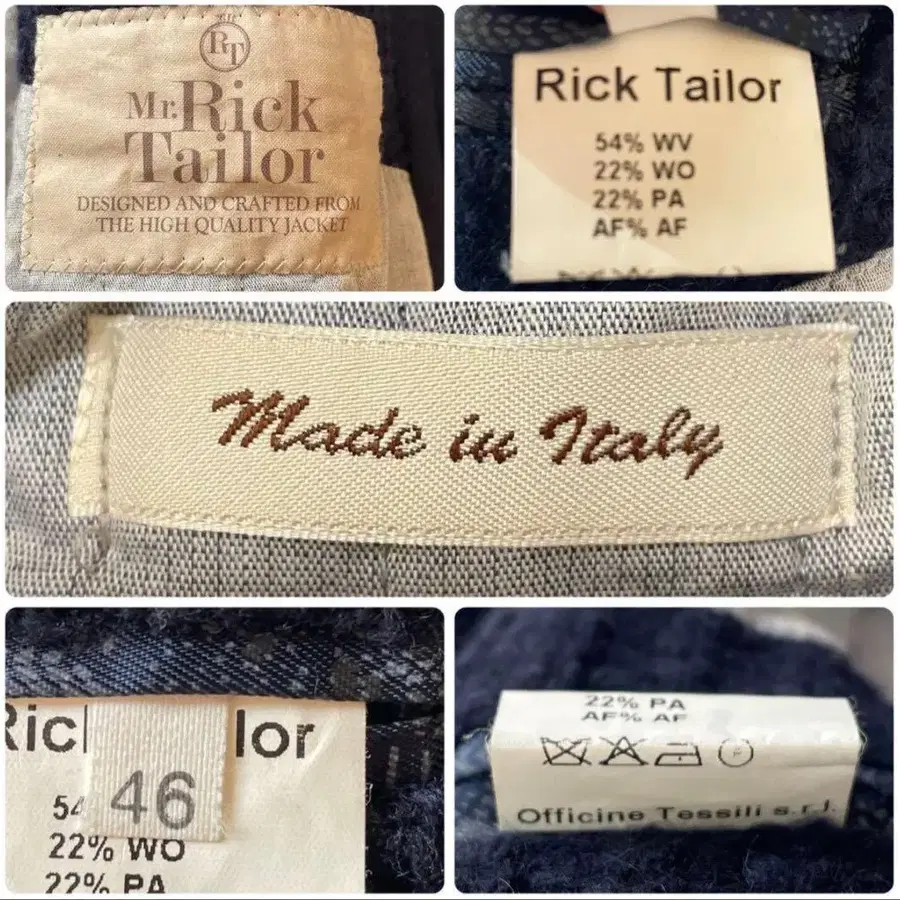 RT
Mr. Rick
Tailor
DESIGNED AND CRAFTED FROM
THE HIGH QUALITY JACKET
Rick Tailor
54% WV
22% WO
22% PA
AF% AF
Made in Italy
Ric
lor
46
54
22% WO
22% PA
22% PA
AF% AF
Officine Tessili s.r.l.